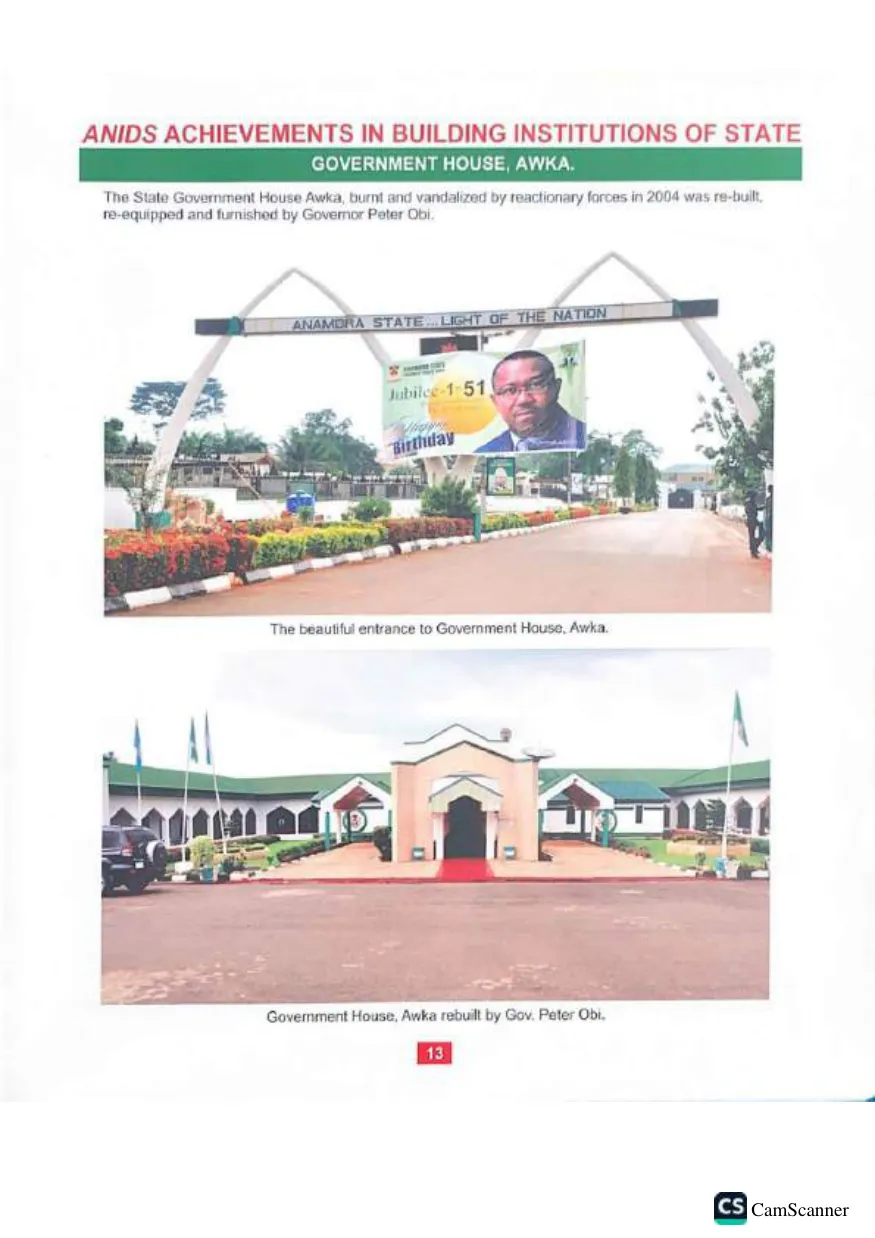 ANIDS ACHIEVEMENTS IN BUILDING INSTITUTIONS OF STATE
GOVERNMENT HOUSE, AWKA.
The State Government House Awka, burnt and vandalized by reactionary forces in 2004 was re-built,
re-equipped and furnished by Governor Peter Obi.
ANAMBRA STATE...LIGHT OF THE NATION
Jubilee-1-51
Happy
Birthday
The beautiful entrance to Government House, Awka.
Government House, Awka rebuilt by Gov. Peter Obi.
13
CS CamScanner